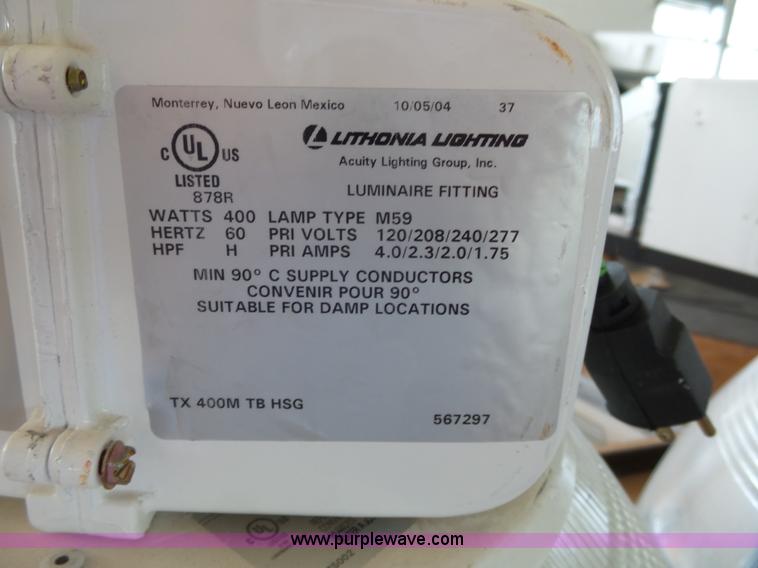 Monterrey, Nuevo Leon Mexico 10/05/04 37
C UL US
LITHONIA LIGHTING
Acuity Lighting Group, Inc.
LISTED
878R
LUMINAIRE FITTING
WATTS 400 LAMP TYPE M59
HERTZ 60 PRI VOLTS 120/208/240/277
HPF H PRI AMPS 4.0/2.3/2.0/1.75
MIN 90° C SUPPLY CONDUCTORS
CONVENIR POUR 90°
SUITABLE FOR DAMP LOCATIONS
TX 400M TB HSG
567297
www.purplewave.com